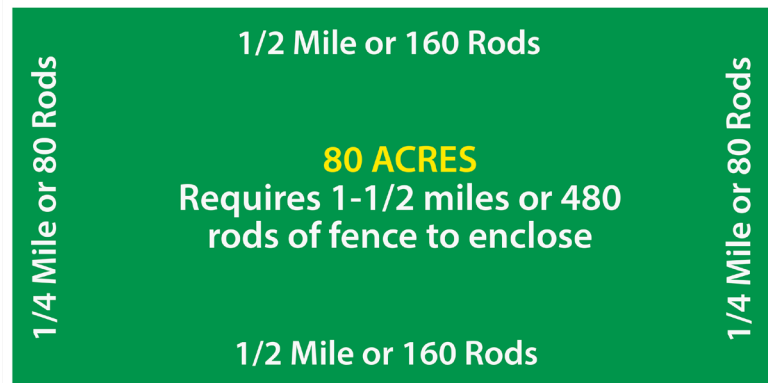 1/2 Mile or 160 Rods
1/4 Mile or 80 Rods
80 ACRES
Requires 1-1/2 miles or 480
rods of fence to enclose
1/4 Mile or 80 Rods
1/2 Mile or 160 Rods